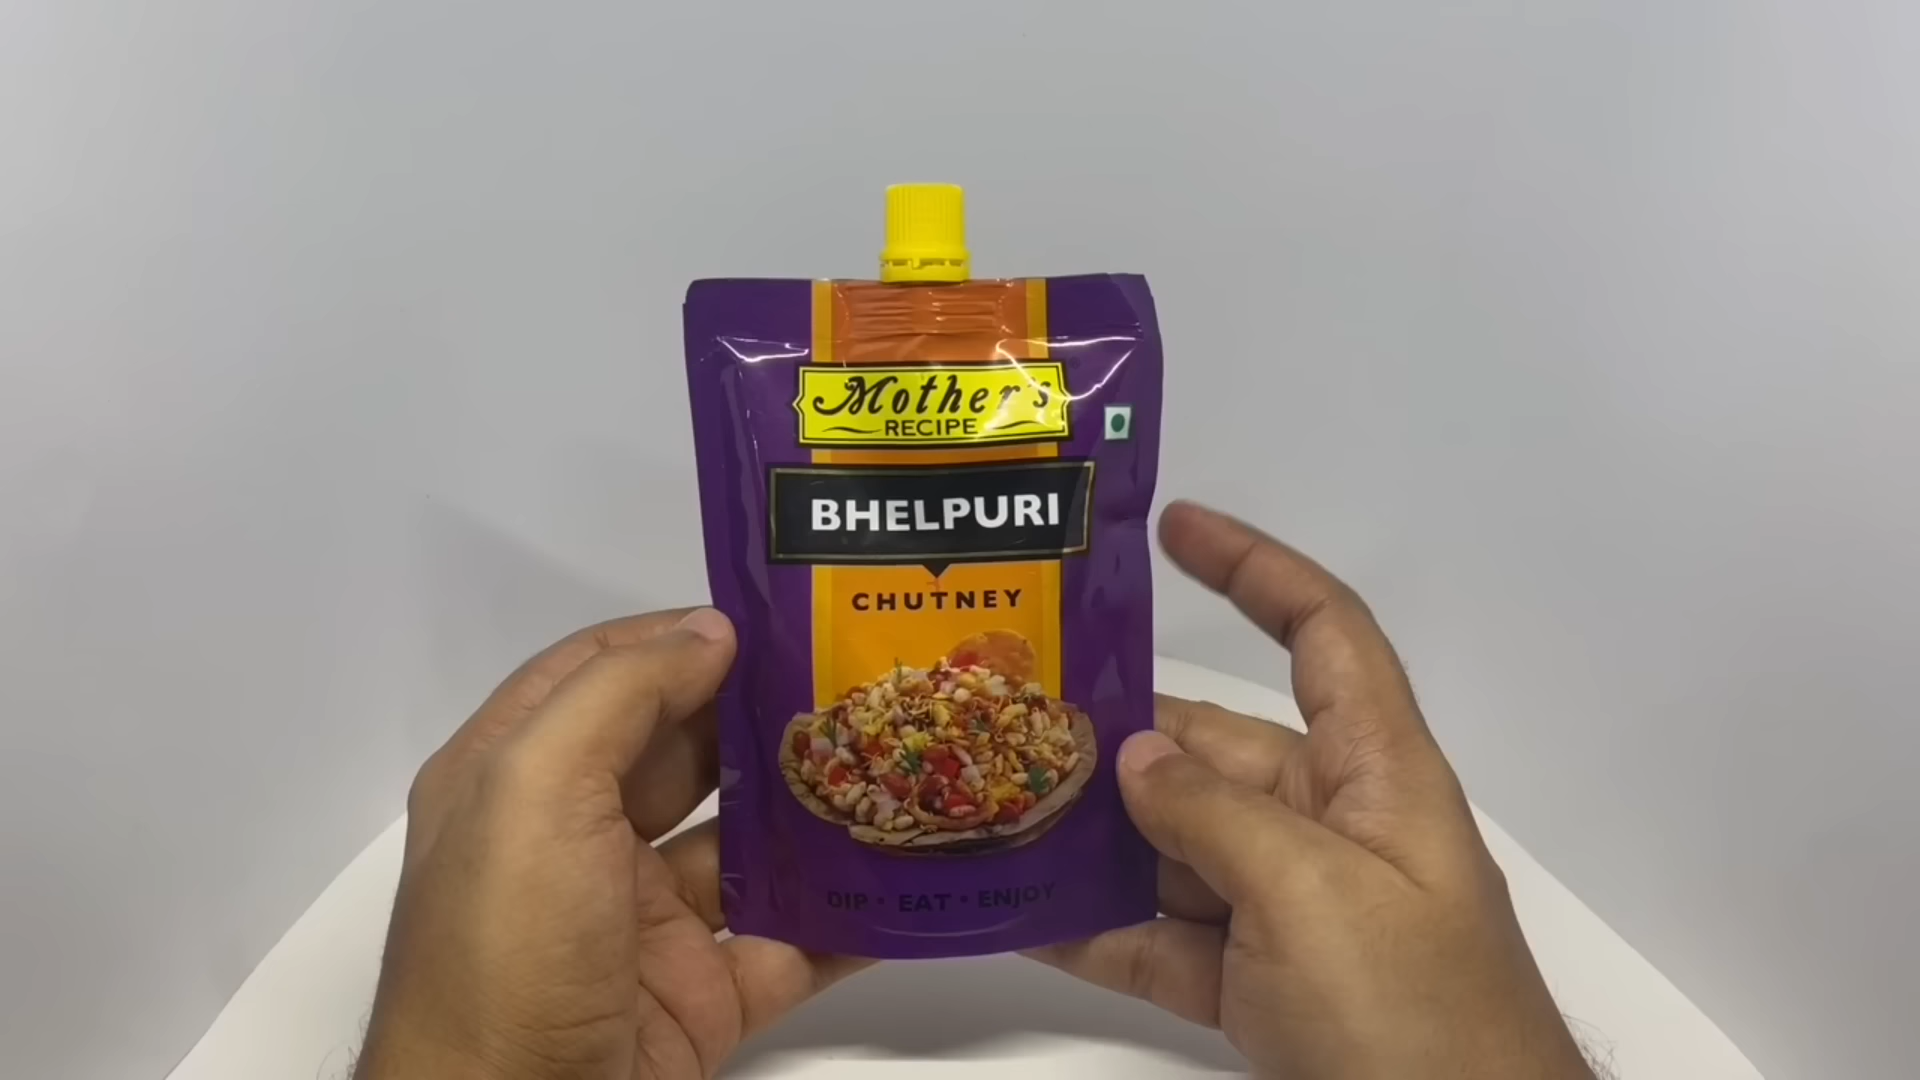 Mother's
RECIPE
BHELPURI
CHUTNEY
DIP • EAT • ENJOY